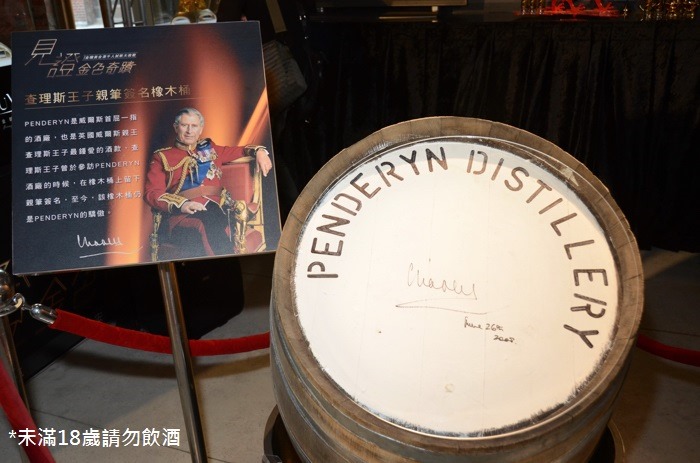 見證金色奇蹟
查理斯王子親筆簽名橡木桶
PENDERYN是威爾斯首屈一指
的酒廠，也是英國威爾斯親王
查理斯王子最鍾愛的酒款，查
理斯王子曾於參訪PENDERYN
酒廠的時候，在橡木桶上留下
親筆簽名，至今，該橡木桶仍
是PENDERYN的驕傲。
Charles
PENDERYN DISTILLERY
Charles
June 26th
2008.
*未滿18歲請勿飲酒